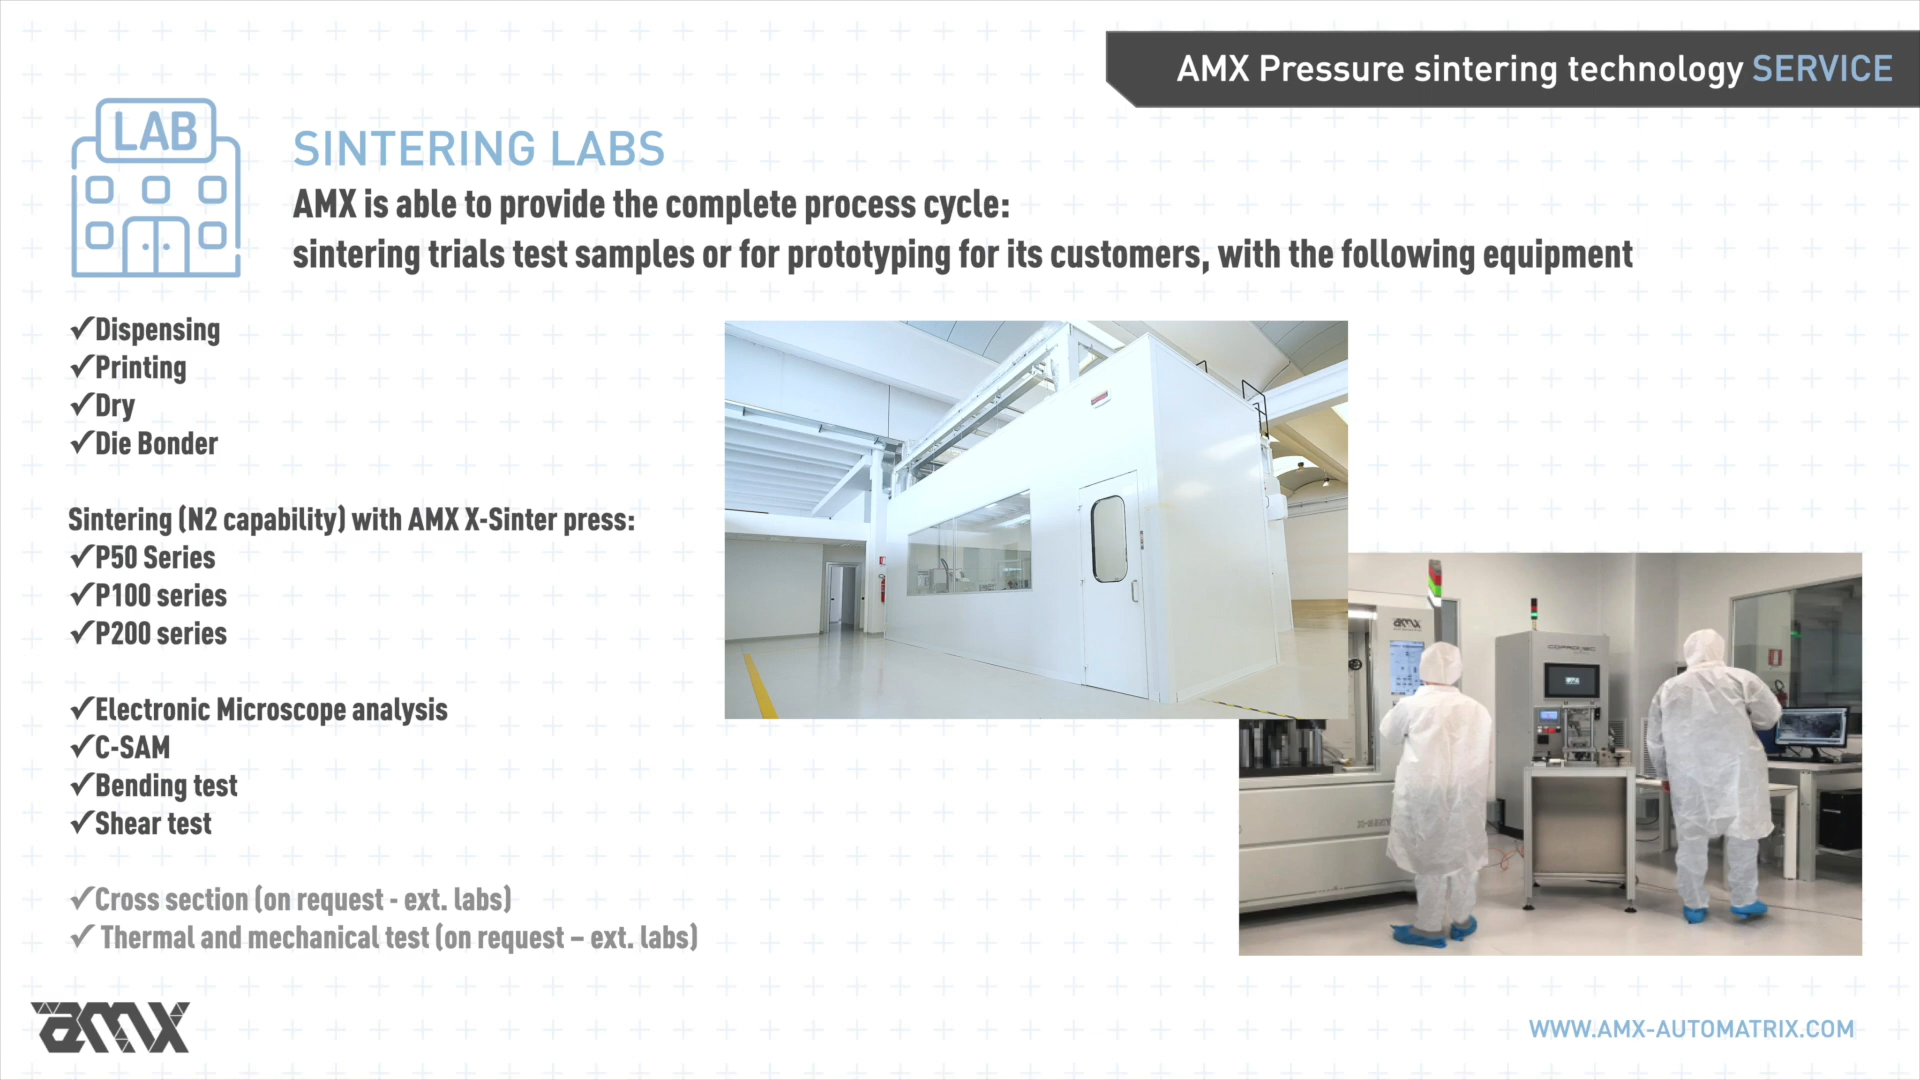 AMX Pressure sintering technology SERVICE
LAB
SINTERING LABS
AMX is able to provide the complete process cycle:
sintering trials test samples or for prototyping for its customers, with the following equipment
✓Dispensing
✓Printing
✓Dry
✓Die Bonder
Sintering (N2 capability) with AMX X-Sinter press:
✓P50 Series
✓P100 series
✓P200 series
✓Electronic Microscope analysis
✓C-SAM
✓Bending test
✓Shear test
✓Cross section (on request - ext. labs)
✓ Thermal and mechanical test (on request – ext. labs)
amx
amx
WWW.AMX-AUTOMATRIX.COM